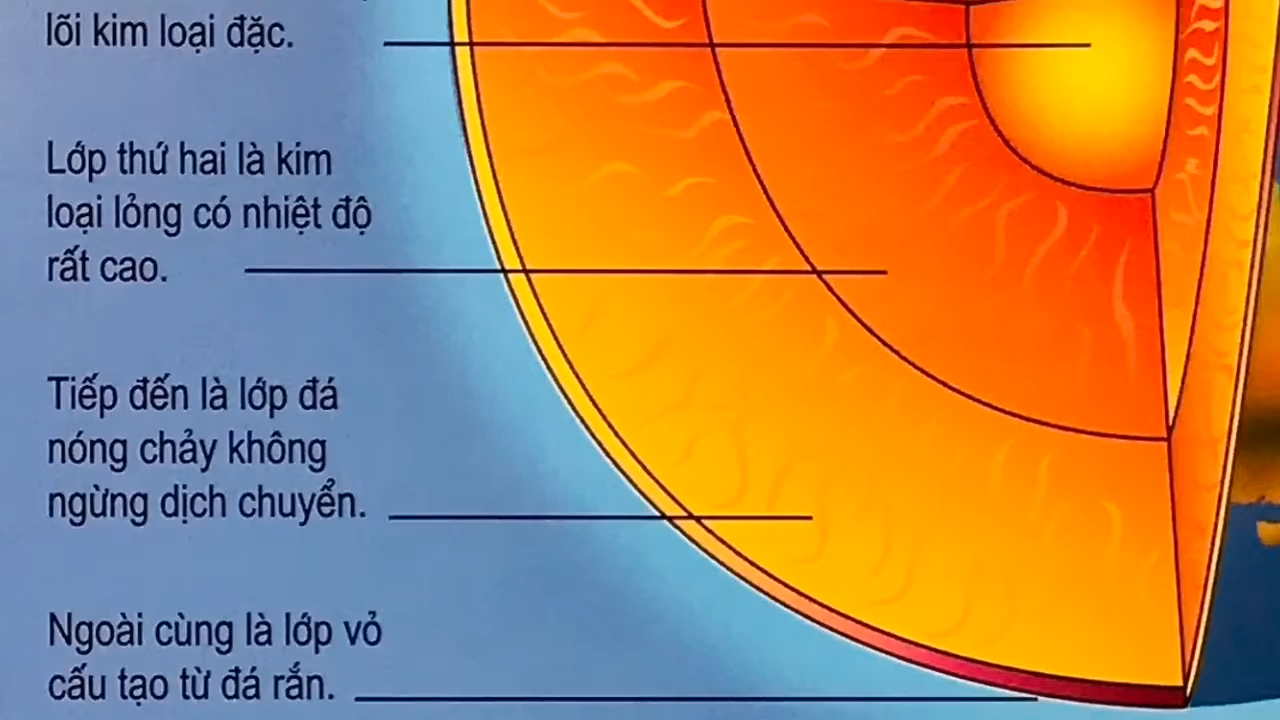 lõi kim loại đặc.
Lớp thứ hai là kim
loại lỏng có nhiệt độ
rất cao.
Tiếp đến là lớp đá
nóng chảy không
ngừng dịch chuyển.
Ngoài cùng là lớp vỏ
cấu tạo từ đá rắn.